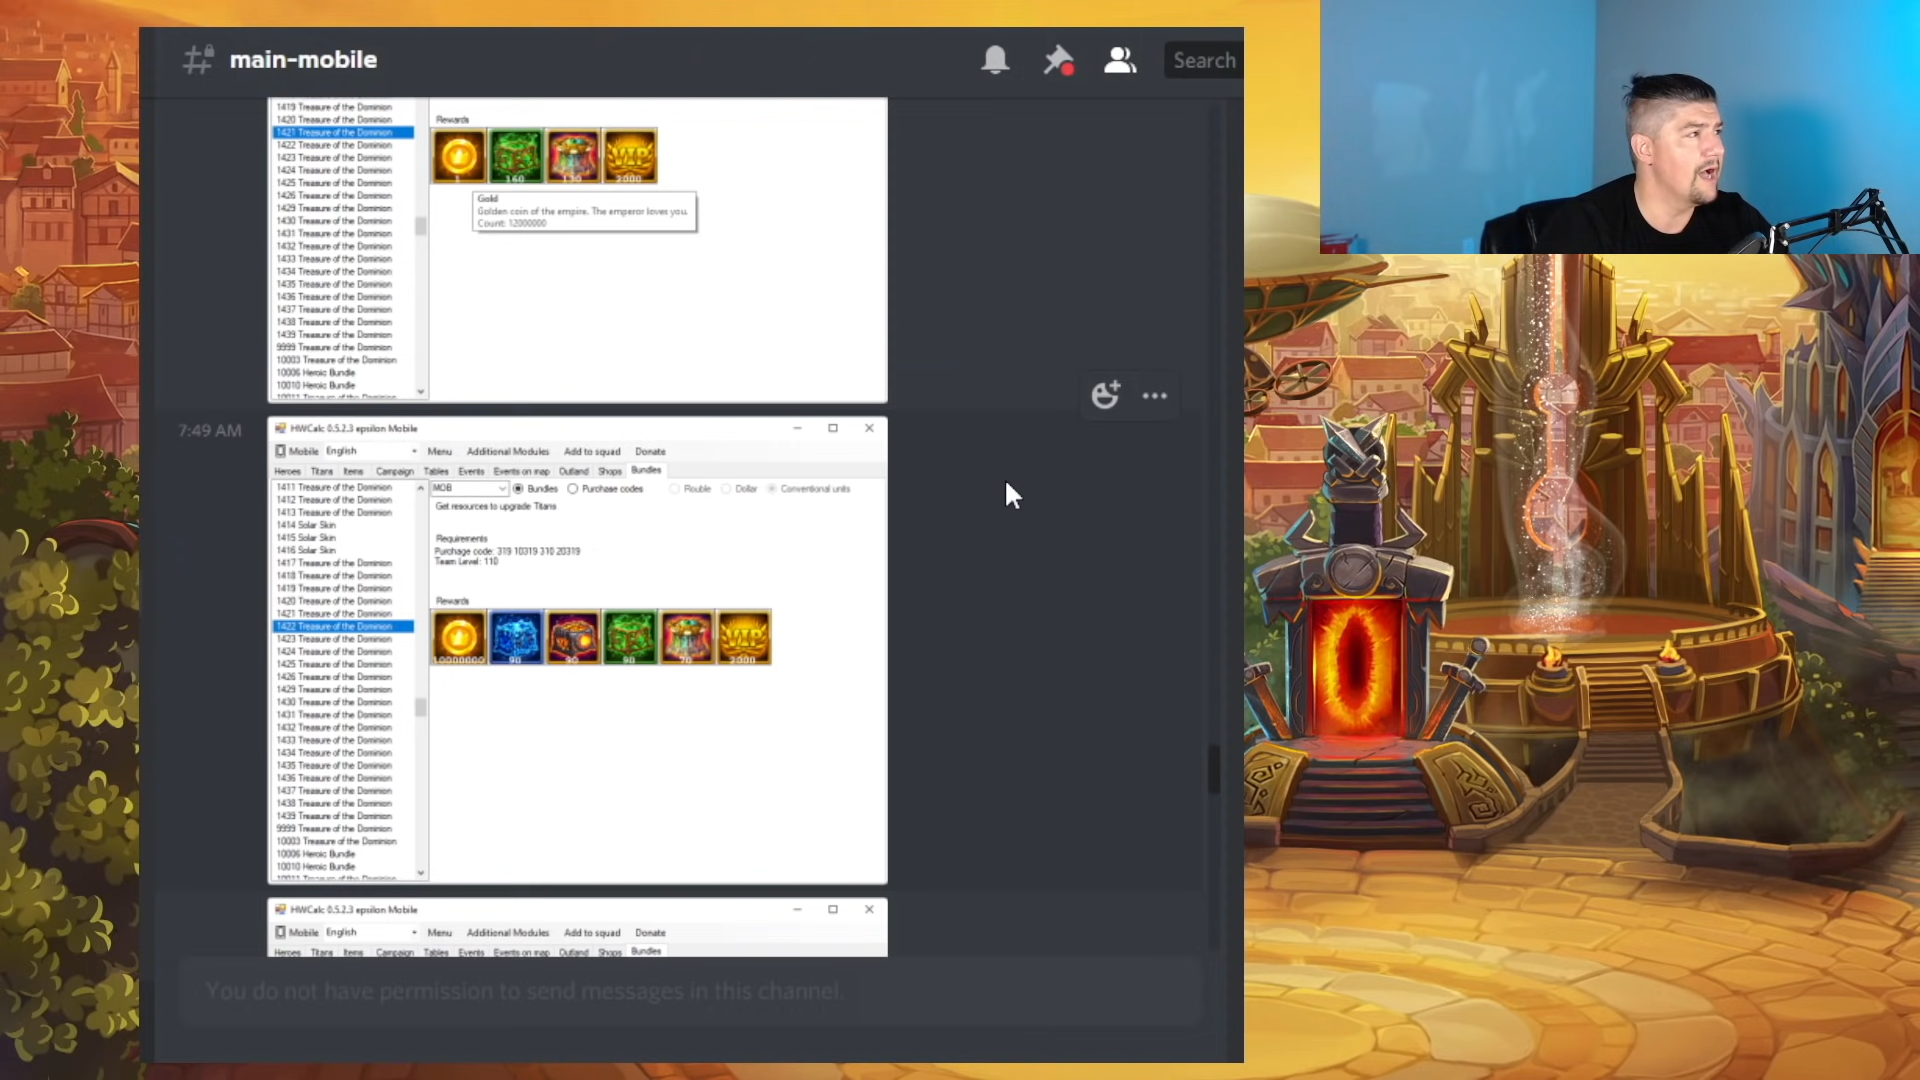 main-mobile
Search
1419 Treasure of the Dominion
1420 Treasure of the Dominion
1421 Treasure of the Dominion
1422 Treasure of the Dominion
1423 Treasure of the Dominion
1424 Treasure of the Dominion
1425 Treasure of the Dominion
1426 Treasure of the Dominion
1429 Treasure of the Dominion
1430 Treasure of the Dominion
1431 Treasure of the Dominion
1432 Treasure of the Dominion
1433 Treasure of the Dominion
1434 Treasure of the Dominion
1435 Treasure of the Dominion
1436 Treasure of the Dominion
1437 Treasure of the Dominion
1438 Treasure of the Dominion
1439 Treasure of the Dominion
9999 Treasure of the Dominion
10003 Treasure of the Dominion
10006 Heroic Bundle
10010 Heroic Bundle
Rewards
1 160 130 VIP 2000
Gold
Golden coin of the empire. The emperor loves you.
Count: 12000000
7:49 AM
HWCalc 0.5.2.3 epsilon Mobile
Mobile English Menu Additional Modules Add to squad Donate
Heroes Titans Items Campaign Tables Events Events on map Outland Shops Bundles
1411 Treasure of the Dominion
1412 Treasure of the Dominion
1413 Treasure of the Dominion
1414 Solar Skin
1415 Solar Skin
1416 Solar Skin
1417 Treasure of the Dominion
1418 Treasure of the Dominion
1419 Treasure of the Dominion
1420 Treasure of the Dominion
1421 Treasure of the Dominion
1422 Treasure of the Dominion
1423 Treasure of the Dominion
1424 Treasure of the Dominion
1425 Treasure of the Dominion
1426 Treasure of the Dominion
1429 Treasure of the Dominion
1430 Treasure of the Dominion
1431 Treasure of the Dominion
1432 Treasure of the Dominion
1433 Treasure of the Dominion
1434 Treasure of the Dominion
1435 Treasure of the Dominion
1436 Treasure of the Dominion
1437 Treasure of the Dominion
1438 Treasure of the Dominion
1439 Treasure of the Dominion
9999 Treasure of the Dominion
10003 Treasure of the Dominion
10006 Heroic Bundle
10010 Heroic Bundle
MOB Bundles Purchase codes Rouble Dollar Conventional units
Get resources to upgrade Titans
Requirements
Purchage code: 319 10319 310 20319
Team Level: 110
Rewards
10000000 90 90 90 70 VIP 2000
HWCalc 0.5.2.3 epsilon Mobile
Mobile English Menu Additional Modules Add to squad Donate
Heroes Titans Items Campaign Tables Events Events on map Outland Shops Bundles
You do not have permission to send messages in this channel.